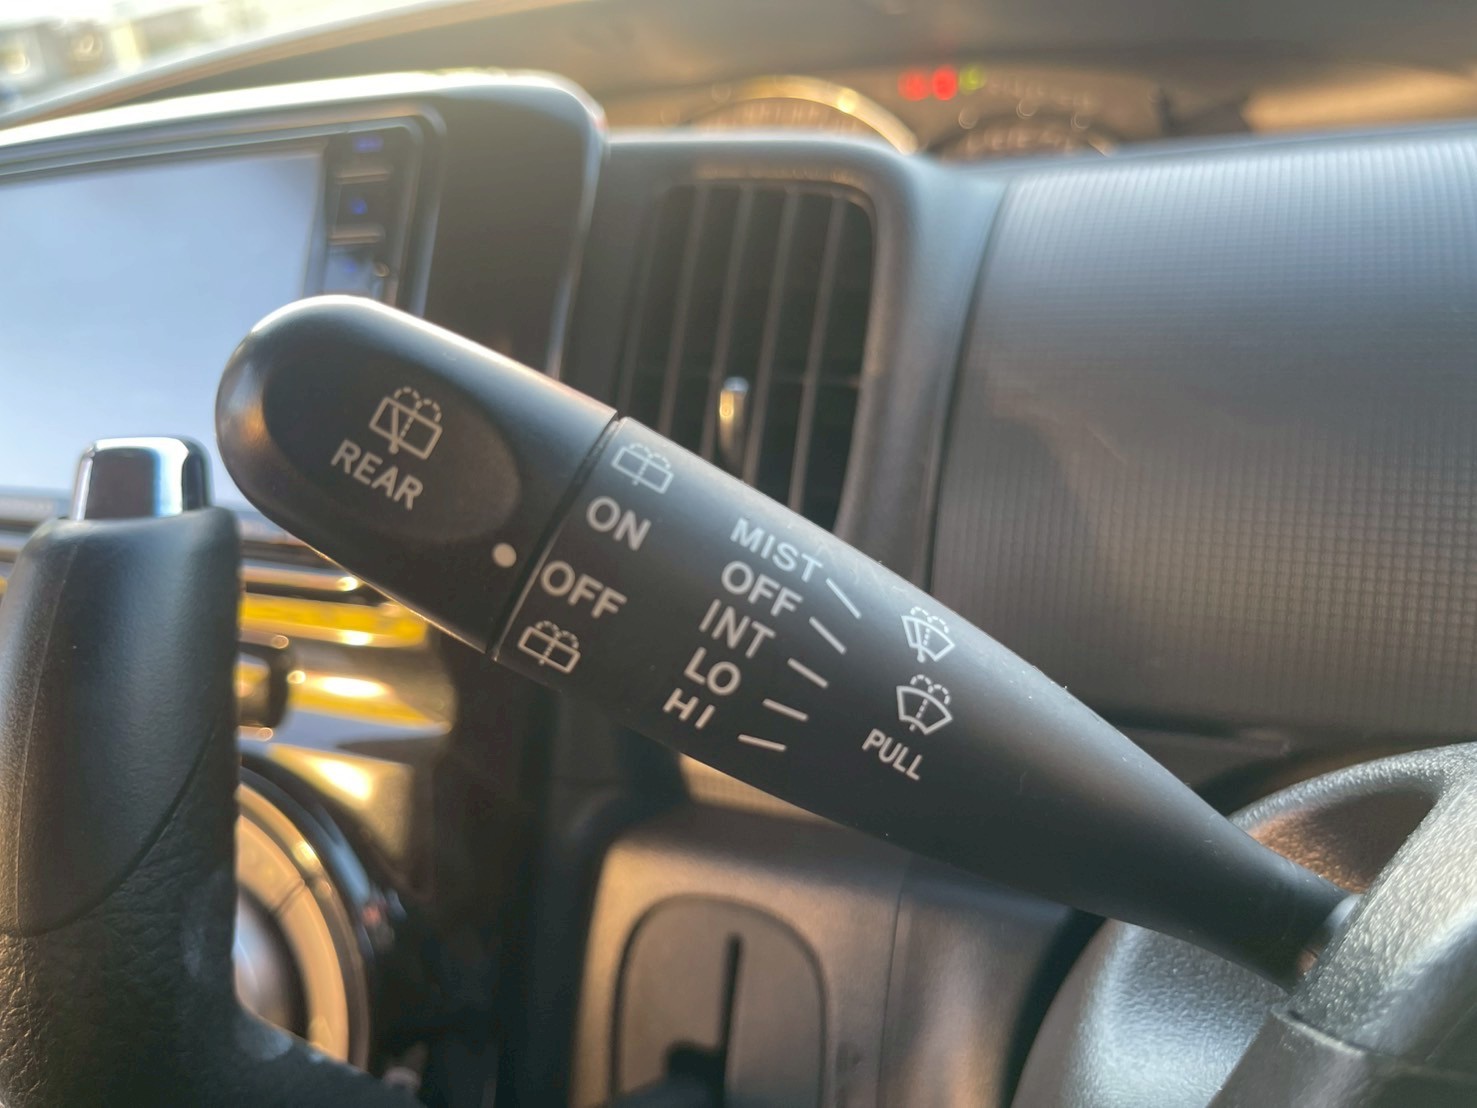 REAR
ON
OFF
MIST
OFF
INT
LO
HI
PULL